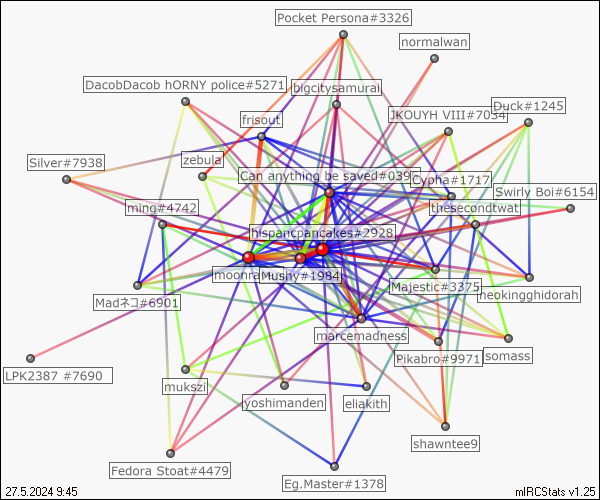 Pocket Persona#3326
normalwan
DacobDacob hORNY police#5271
bigcitysamurai
Duck#1245
JKOUYH VIII#7034
frisout
zebula
Silver#7938
Can anything be saved#039
Cypha#1717
Swirly Boi#6154
ming#4742
thesecondtwat
hispanicpancakes#2928
moonra
Mushy#1984
Majestic#3375
neokingghidorah
Madネコ#6901
marcemadness
Pikabro#9971
somass
LPK2387 #7690
mukszi
yoshimanden
eliakith
shawntee9
Fedora Stoat#4479
Eg.Master#1378
27.5.2024 9:45
mIRCStats v1.25